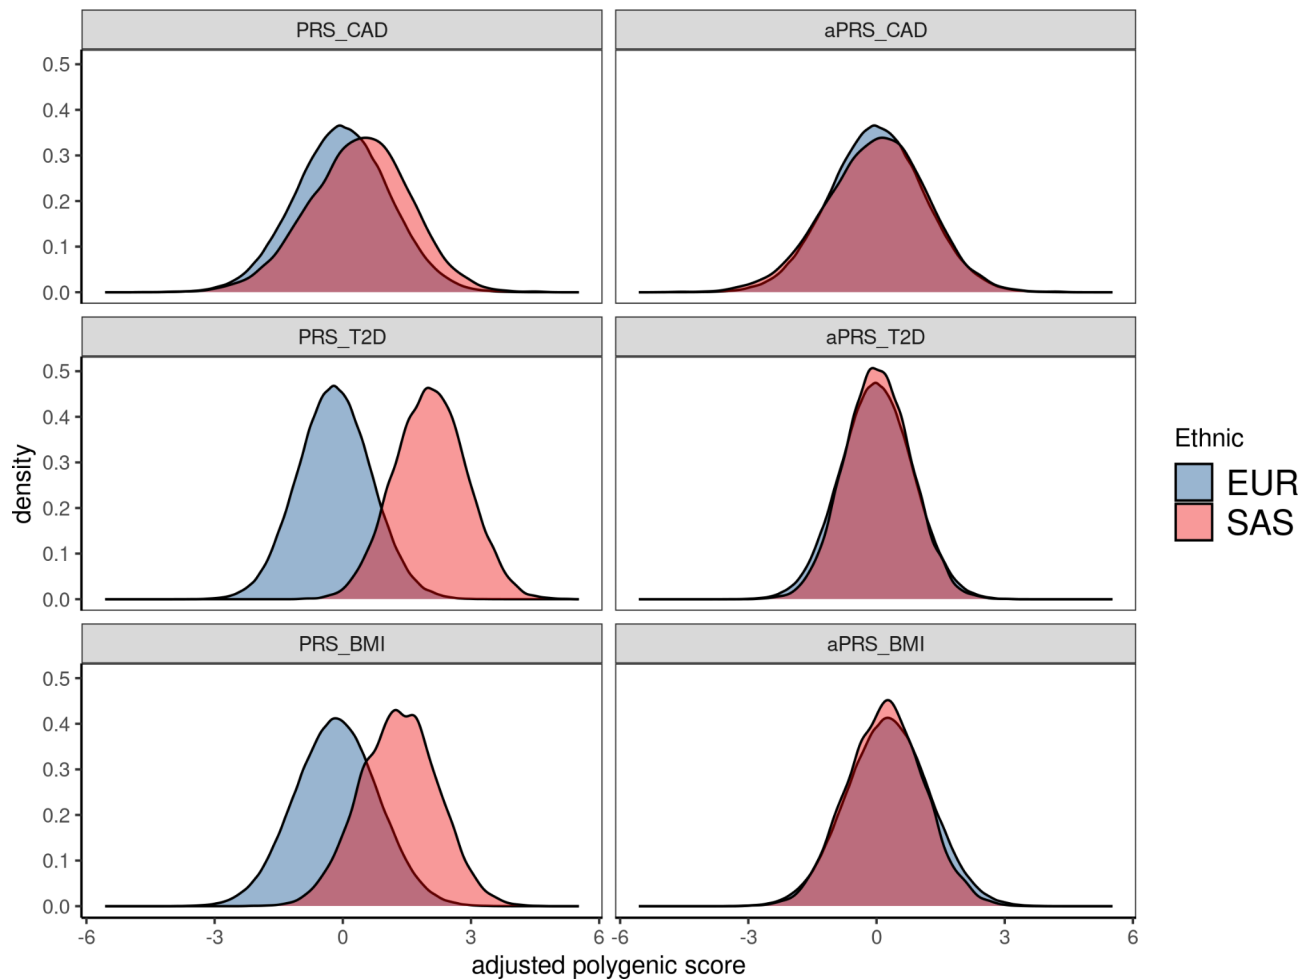 PRS_CAD aPRS_CAD
0.5
0.4
0.3
0.2
0.1
0.0
PRS_T2D aPRS_T2D
0.5
0.4
0.3
0.2
0.1
0.0
density
PRS_BMI aPRS_BMI
0.5
0.4
0.3
0.2
0.1
0.0
-6 -3 0 3 6 -6 -3 0 3 6
adjusted polygenic score
Ethnic
EUR
SAS